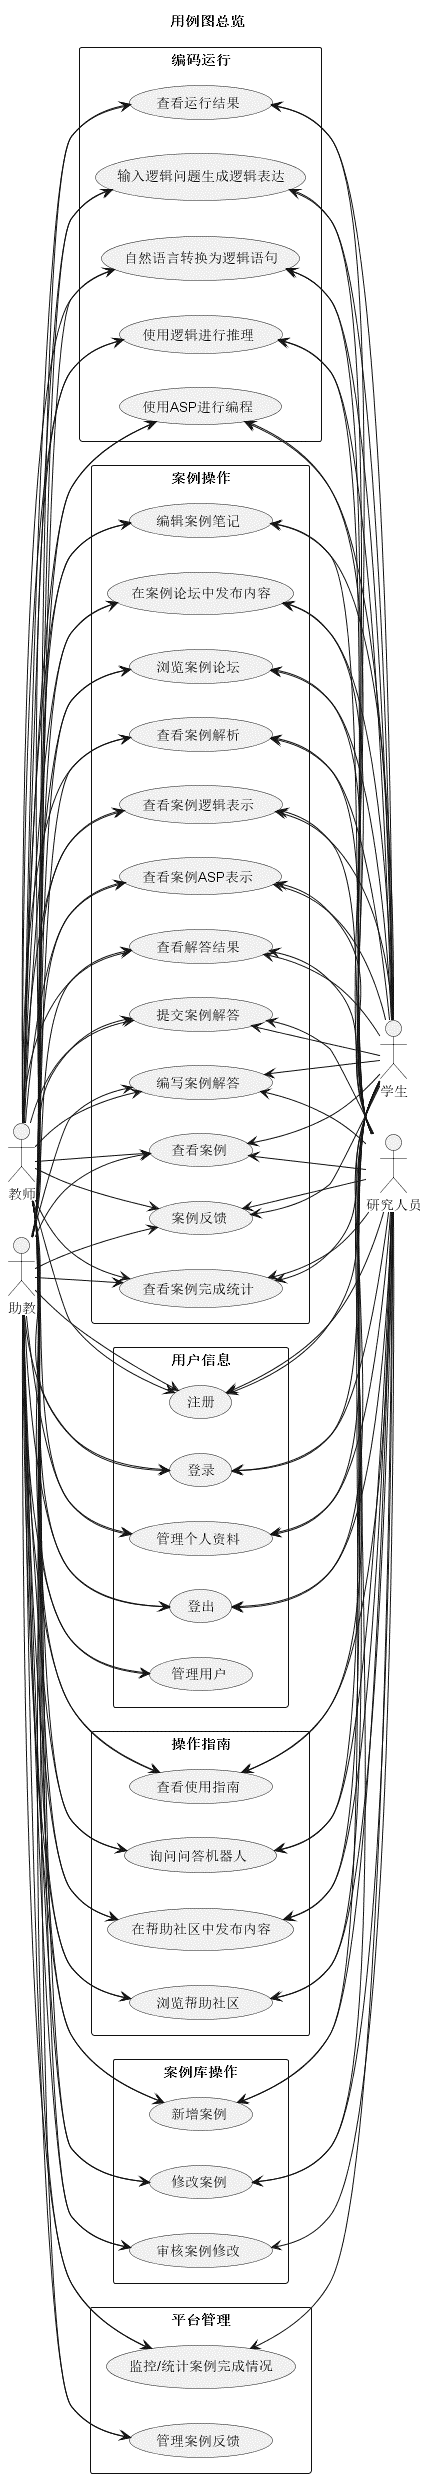 用例图总览
编码运行
查看运行结果
输入逻辑问题生成逻辑表达
自然语言转换为逻辑语句
使用逻辑进行推理
使用ASP进行编程
案例操作
编辑案例笔记
在案例论坛中发布内容
浏览案例论坛
查看案例解析
查看案例逻辑表示
查看案例ASP表示
查看解答结果
提交案例解答
学生
编写案例解答
查看案例
教师
研究人员
案例反馈
查看案例完成统计
助教
用户信息
注册
登录
管理个人资料
登出
管理用户
操作指南
查看使用指南
询问问答机器人
在帮助社区中发布内容
浏览帮助社区
案例库操作
新增案例
修改案例
审核案例修改
平台管理
监控/统计案例完成情况
管理案例反馈